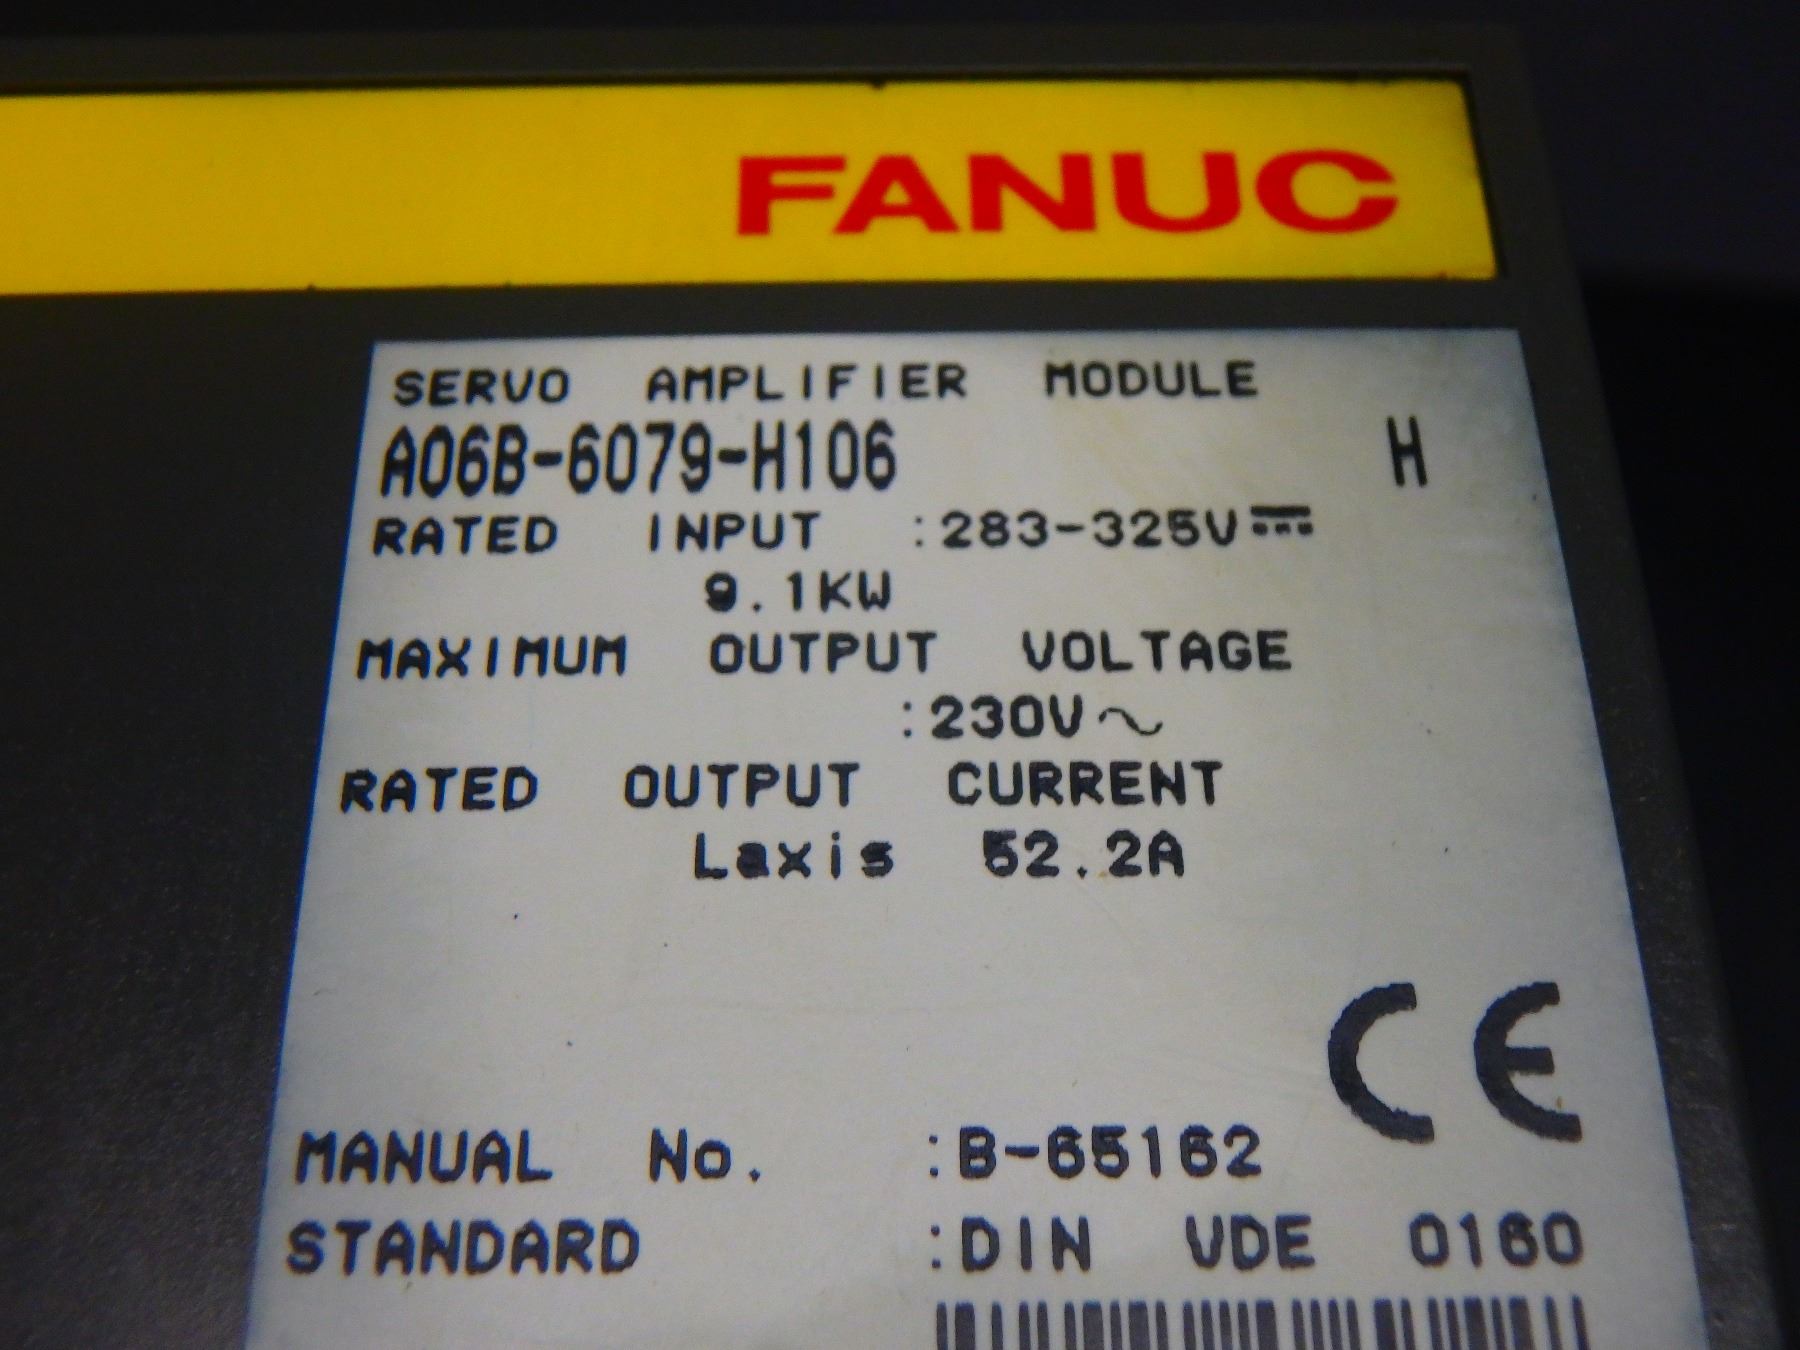 FANUC
SERVO AMPLIFIER MODULE
A06B-6079-H106 H
RATED INPUT :283-325V⎓
9.1KW
MAXIMUM OUTPUT VOLTAGE
:230V~
RATED OUTPUT CURRENT
Laxis 52.2A
CE
MANUAL No. :B-65162
STANDARD :DIN VDE 0160